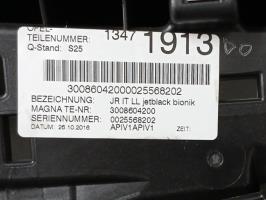 OPEL-
TEILENUMMER: 1347 1913
Q-Stand: S25
30086042000025568202
BEZEICHNUNG: JR IT LL jetblack bionik
MAGNA TE-NR: 3008604200
SERIENNUMMER: 0025568202
DATUM: 26.10.2016 APIV1APIV1 ZEIT: